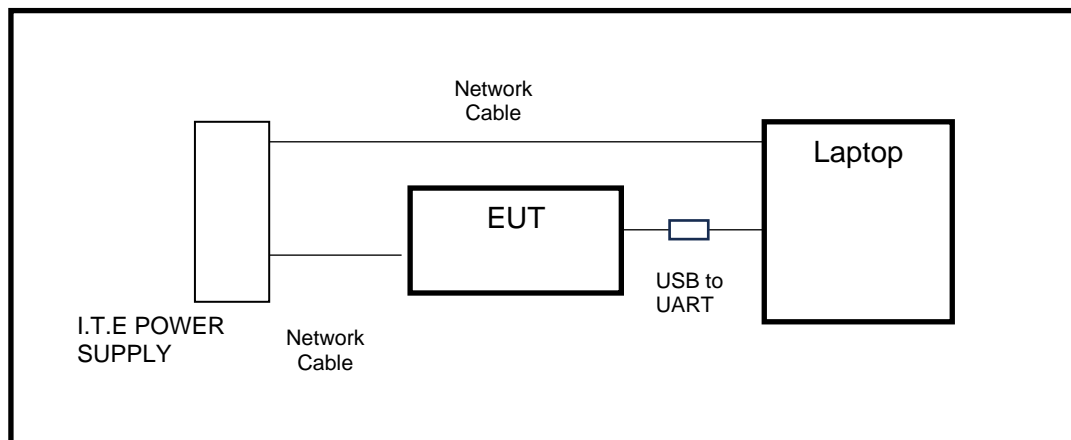 Network
Cable
Laptop
EUT
USB to
UART
I.T.E POWER
SUPPLY
Network
Cable